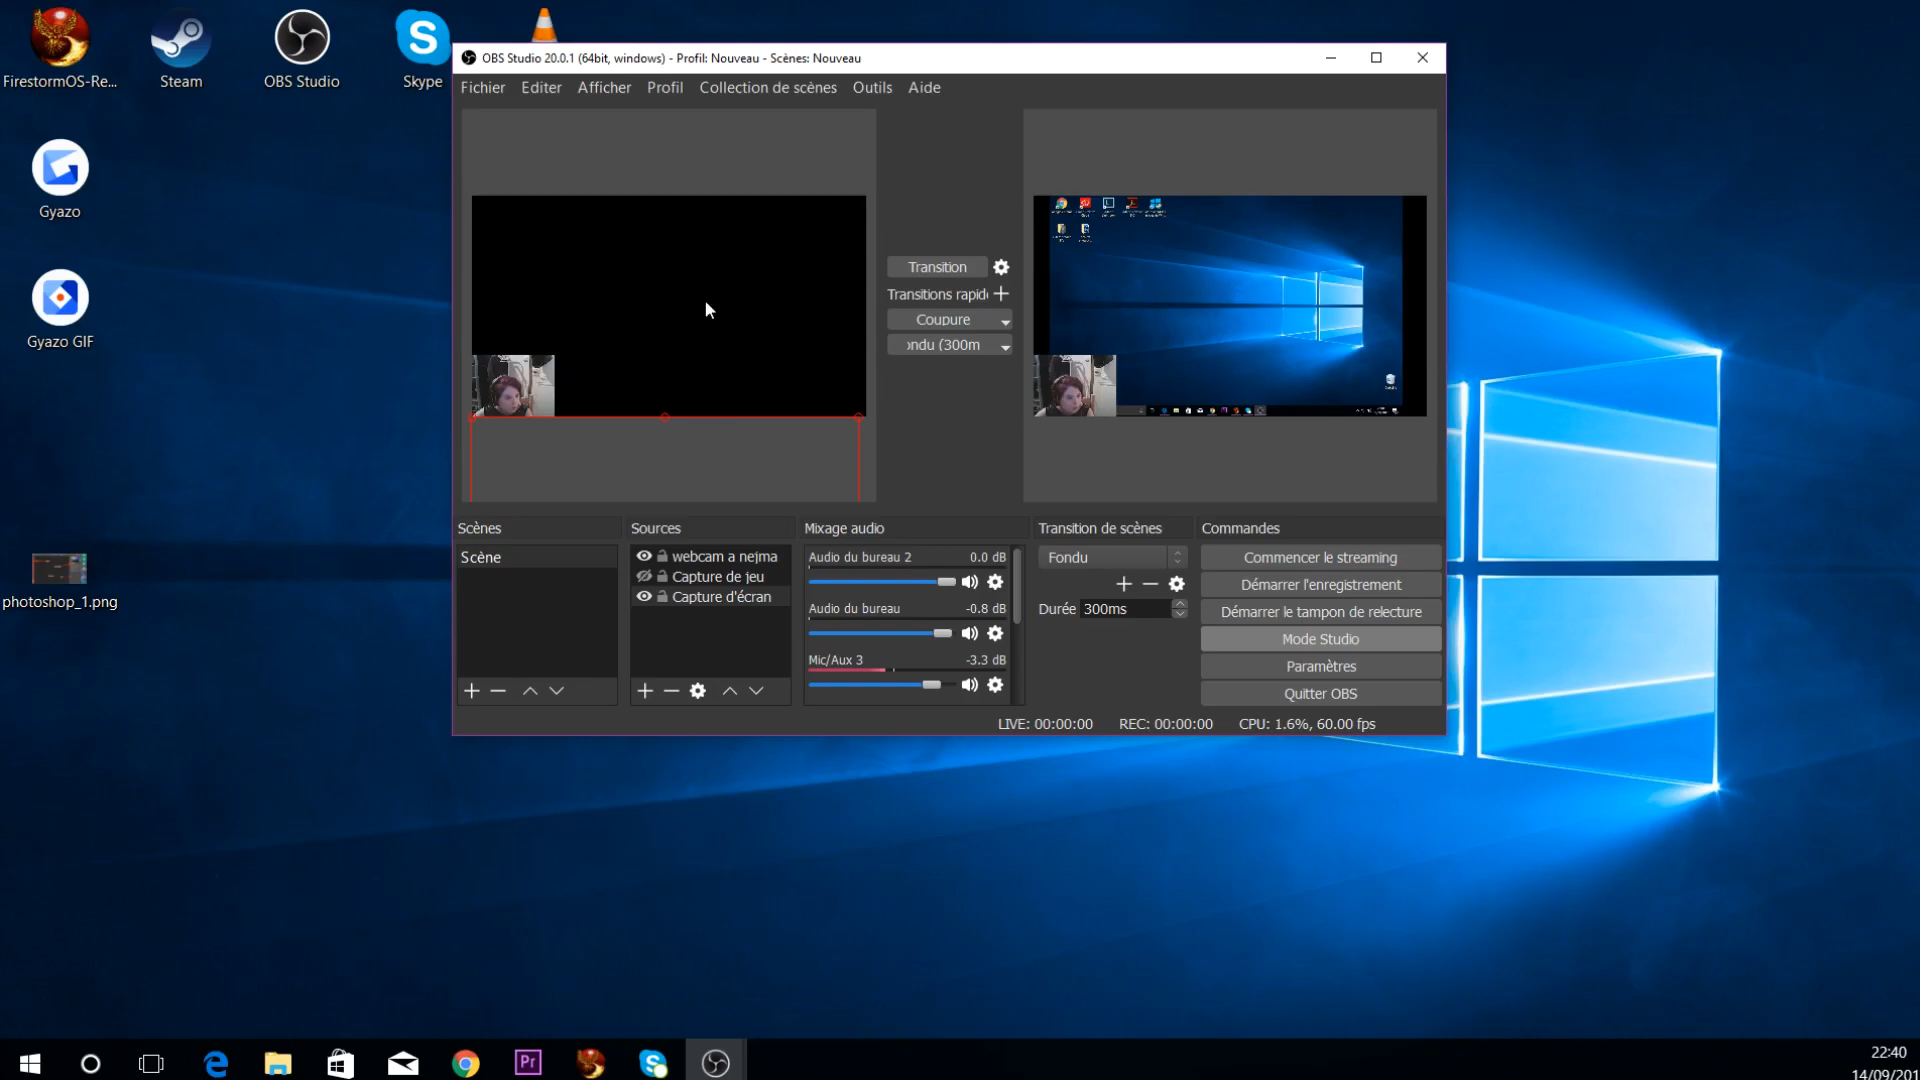 FirestormOS-Re...
Steam
OBS Studio
Skype
Gyazo
Gyazo GIF
photoshop_1.png
OBS Studio 20.0.1 (64bit, windows) - Profil: Nouveau - Scènes: Nouveau
Fichier Editer Afficher Profil Collection de scènes Outils Aide
Transition
Transitions rapid
Coupure
ondu (300m
Scènes
Scène
Sources
webcam a nejma
Capture de jeu
Capture d'écran
Mixage audio
Audio du bureau 2 0.0 dB
Audio du bureau -0.8 dB
Mic/Aux 3 -3.3 dB
Transition de scènes
Fondu
Durée 300ms
Commandes
Commencer le streaming
Démarrer l'enregistrement
Démarrer le tampon de relecture
Mode Studio
Paramètres
Quitter OBS
LIVE: 00:00:00 REC: 00:00:00 CPU: 1.6%, 60.00 fps
Pr
22:40
14/09/201